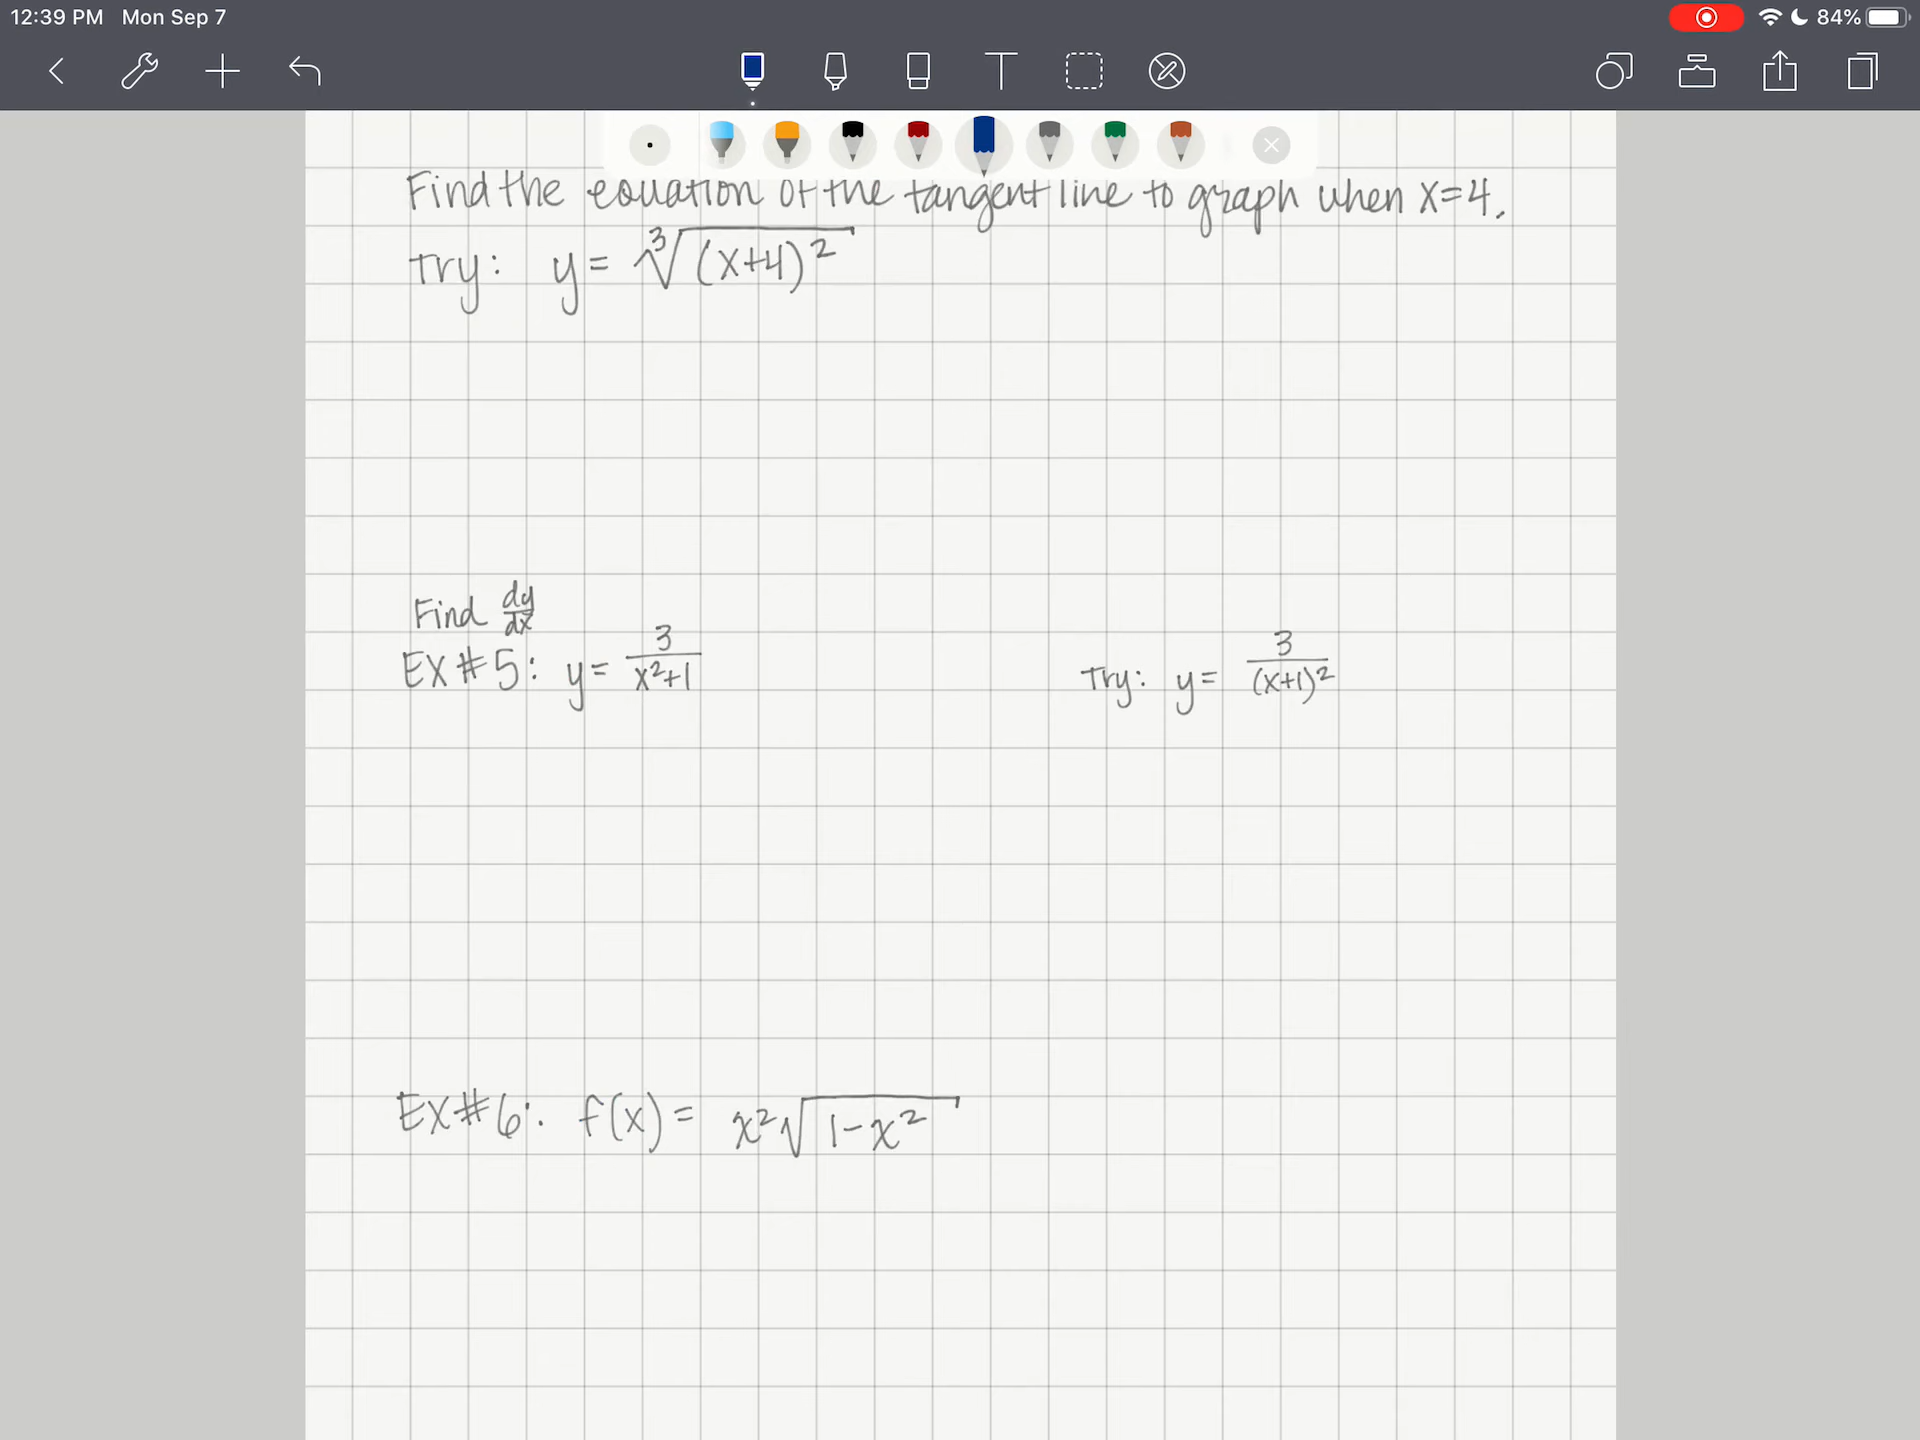 12:39 PM Mon Sep 7 84%
Find the equation of the tangent line to graph when x=4.
Try: y= ∛(x+4)²
Find dy/dx
EX#5: y= 3/(x²+1)
Try: y= 3/(x+1)²
EX#6: f(x)= x²√(1-x²)